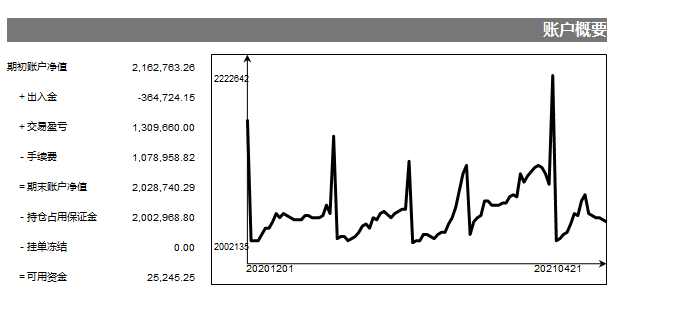 账户概要
期初账户净值 2,162,763.26
+ 出入金 -364,724.15
+ 交易盈亏 1,309,660.00
- 手续费 1,078,958.82
= 期末账户净值 2,028,740.29
- 持仓占用保证金 2,002,968.80
- 挂单冻结 0.00
= 可用资金 25,245.25
2222642
2002135
20201201 20210421